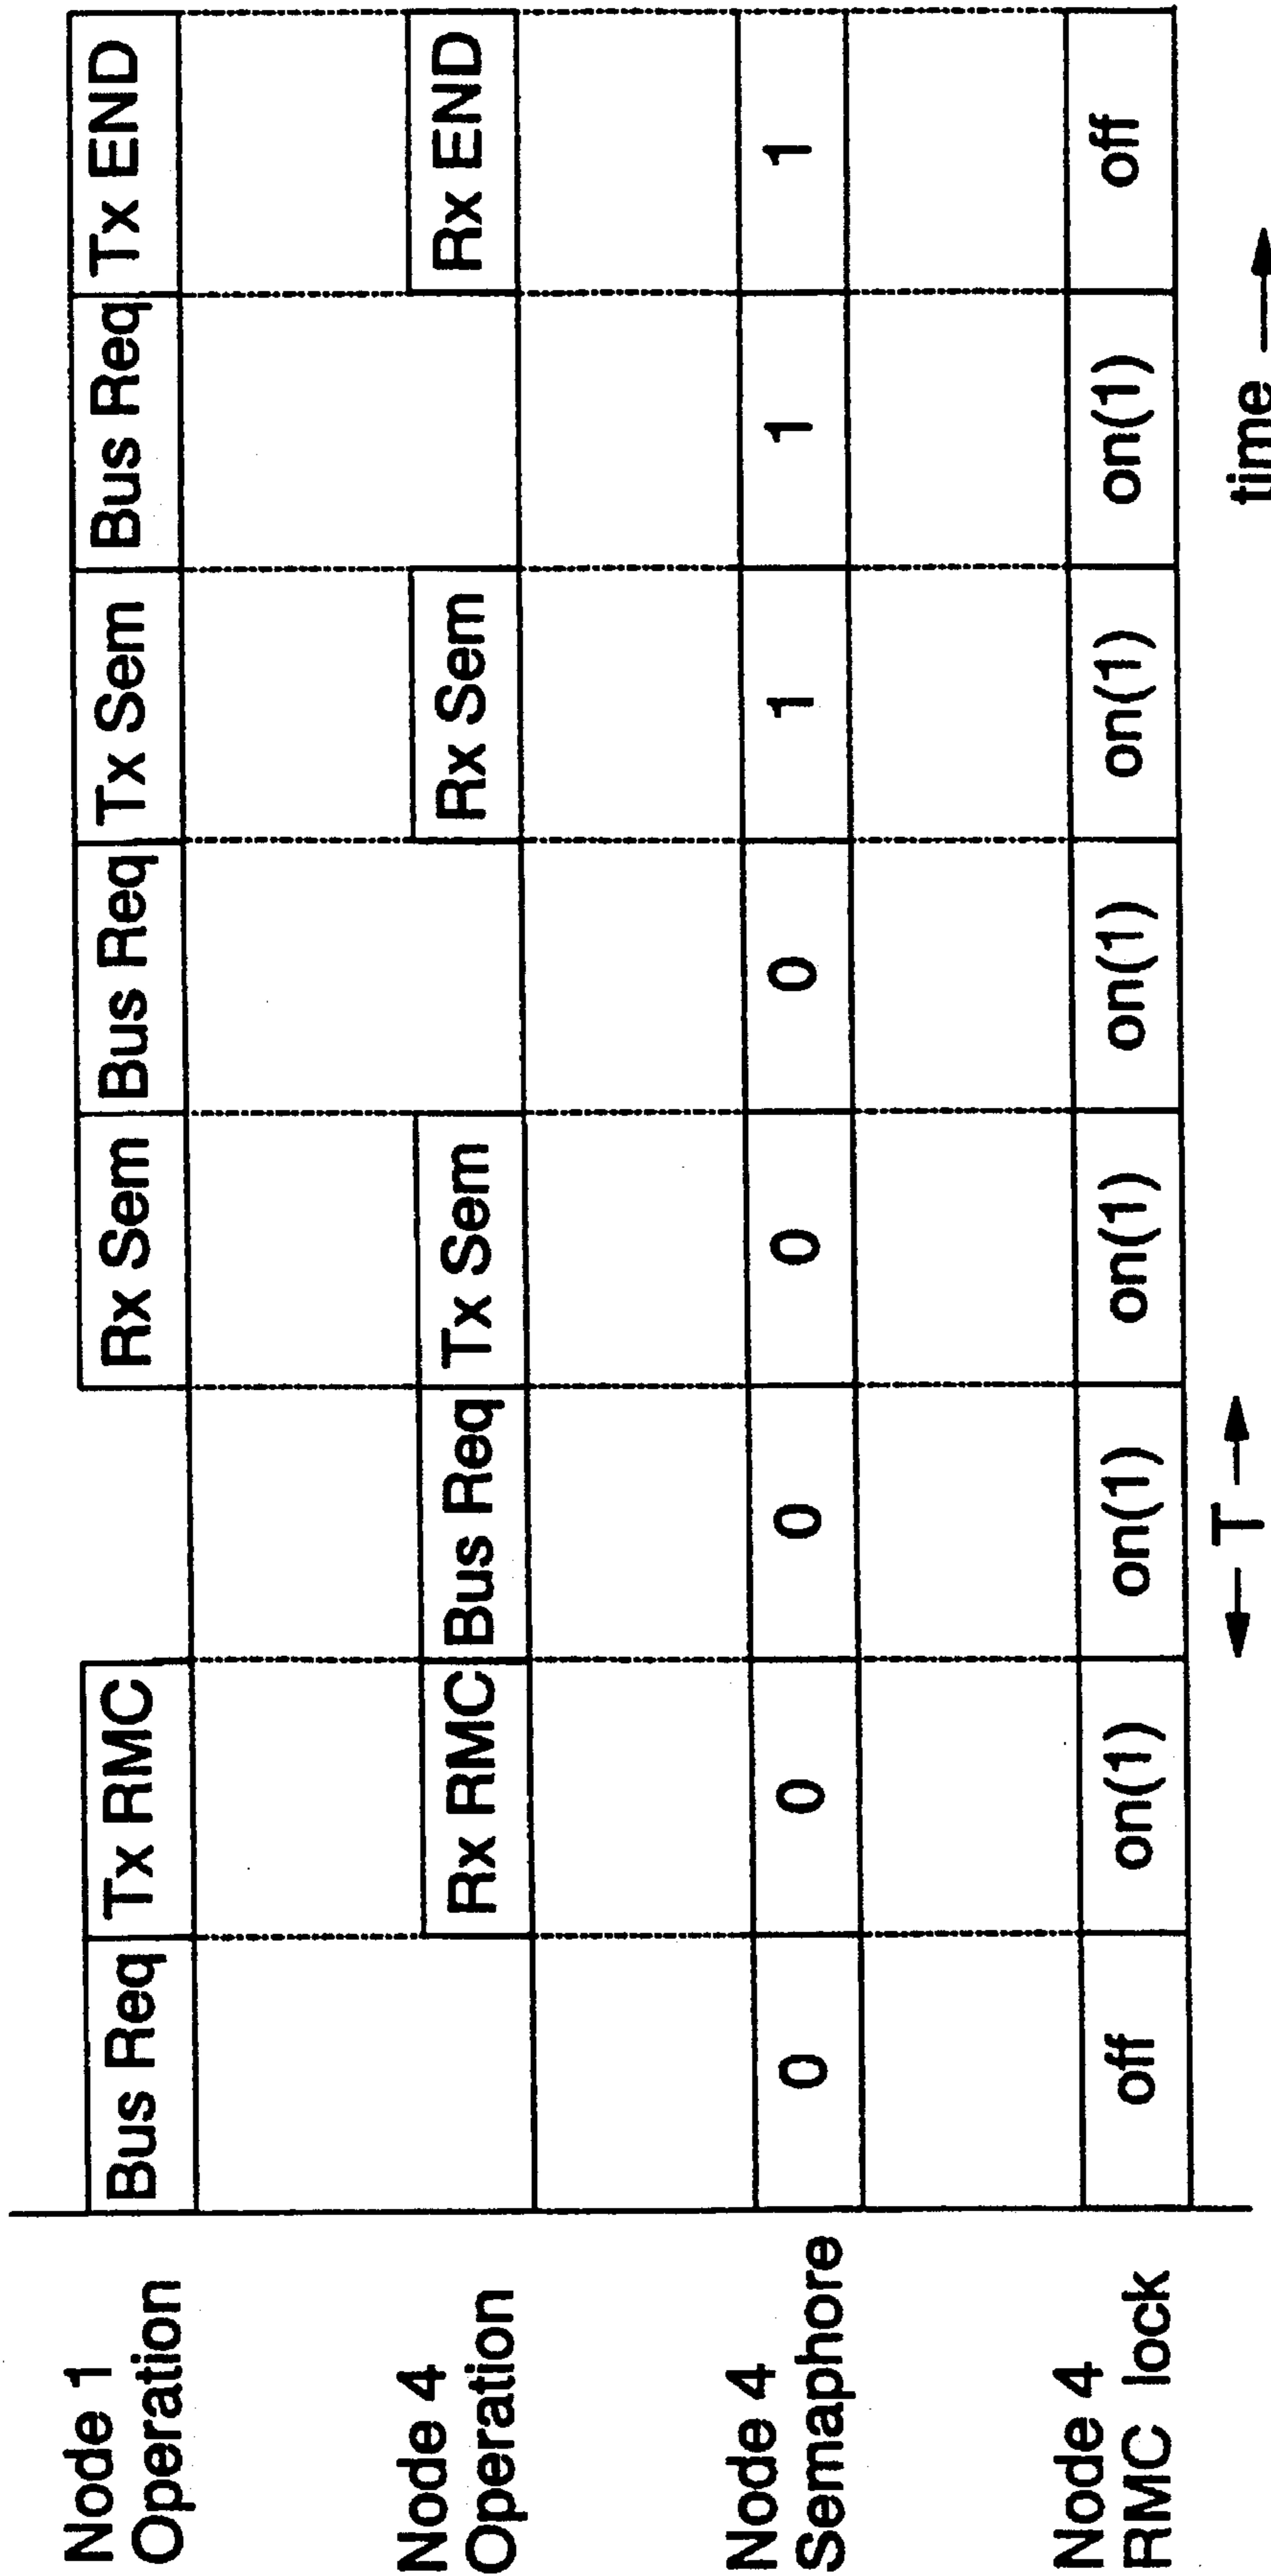 Node 1
Operation
Bus Req
Tx RMC
Rx Sem
Bus Req
Tx Sem
Bus Req
Tx END
Node 4
Operation
Rx RMC
Bus Req
Tx Sem
Rx Sem
Rx END
Node 4
Semaphore
0
0
0
0
0
1
1
1
Node 4
RMC lock
off
on(1)
on(1)
on(1)
on(1)
on(1)
on(1)
off
T
time